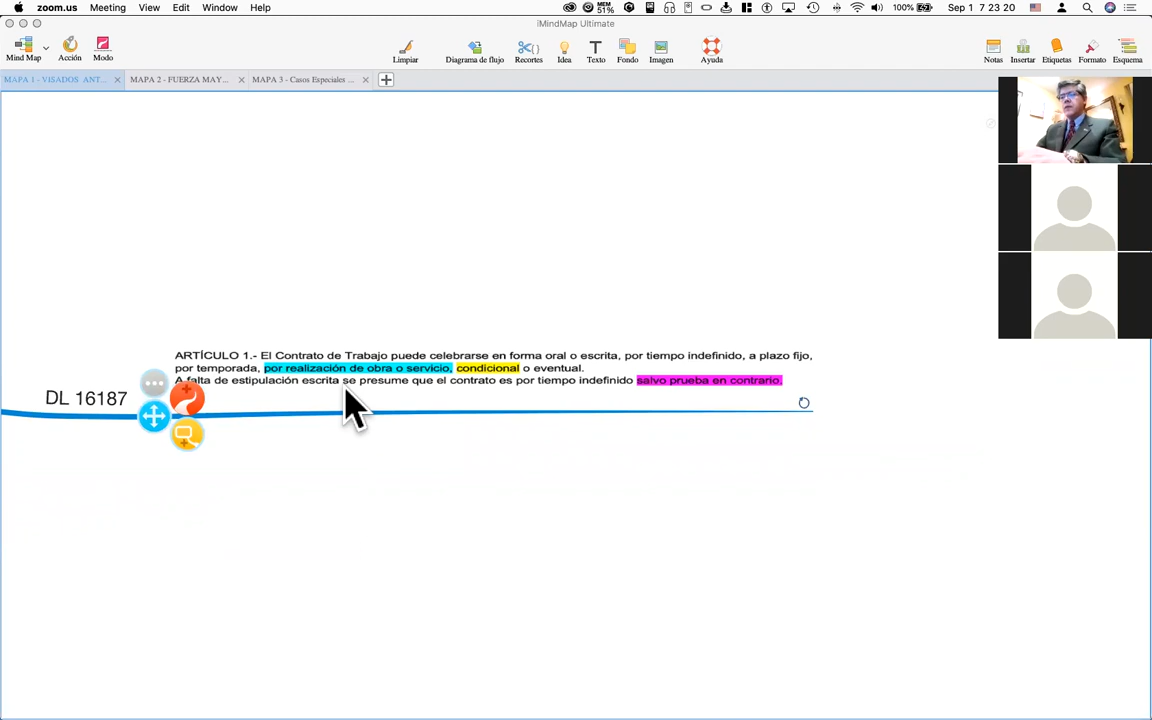 zoom.us Meeting View Edit Window Help MEM 51% 100% Sep 1 7 23 20
iMindMap Ultimate
Mind Map Acción Modo Limpiar Diagrama de flujo Recortes Idea Texto Fondo Imagen Ayuda Notas Insertar Etiquetas Formato Esquema
MAPA 1 - VISADOS ANT... MAPA 2 - FUERZA MAY... MAPA 3 - Casos Especiales ...
ARTÍCULO 1.- El Contrato de Trabajo puede celebrarse en forma oral o escrita, por tiempo indefinido, a plazo fijo,
por temporada, por realización de obra o servicio, condicional o eventual.
A falta de estipulación escrita se presume que el contrato es por tiempo indefinido salvo prueba en contrario.
DL 16187